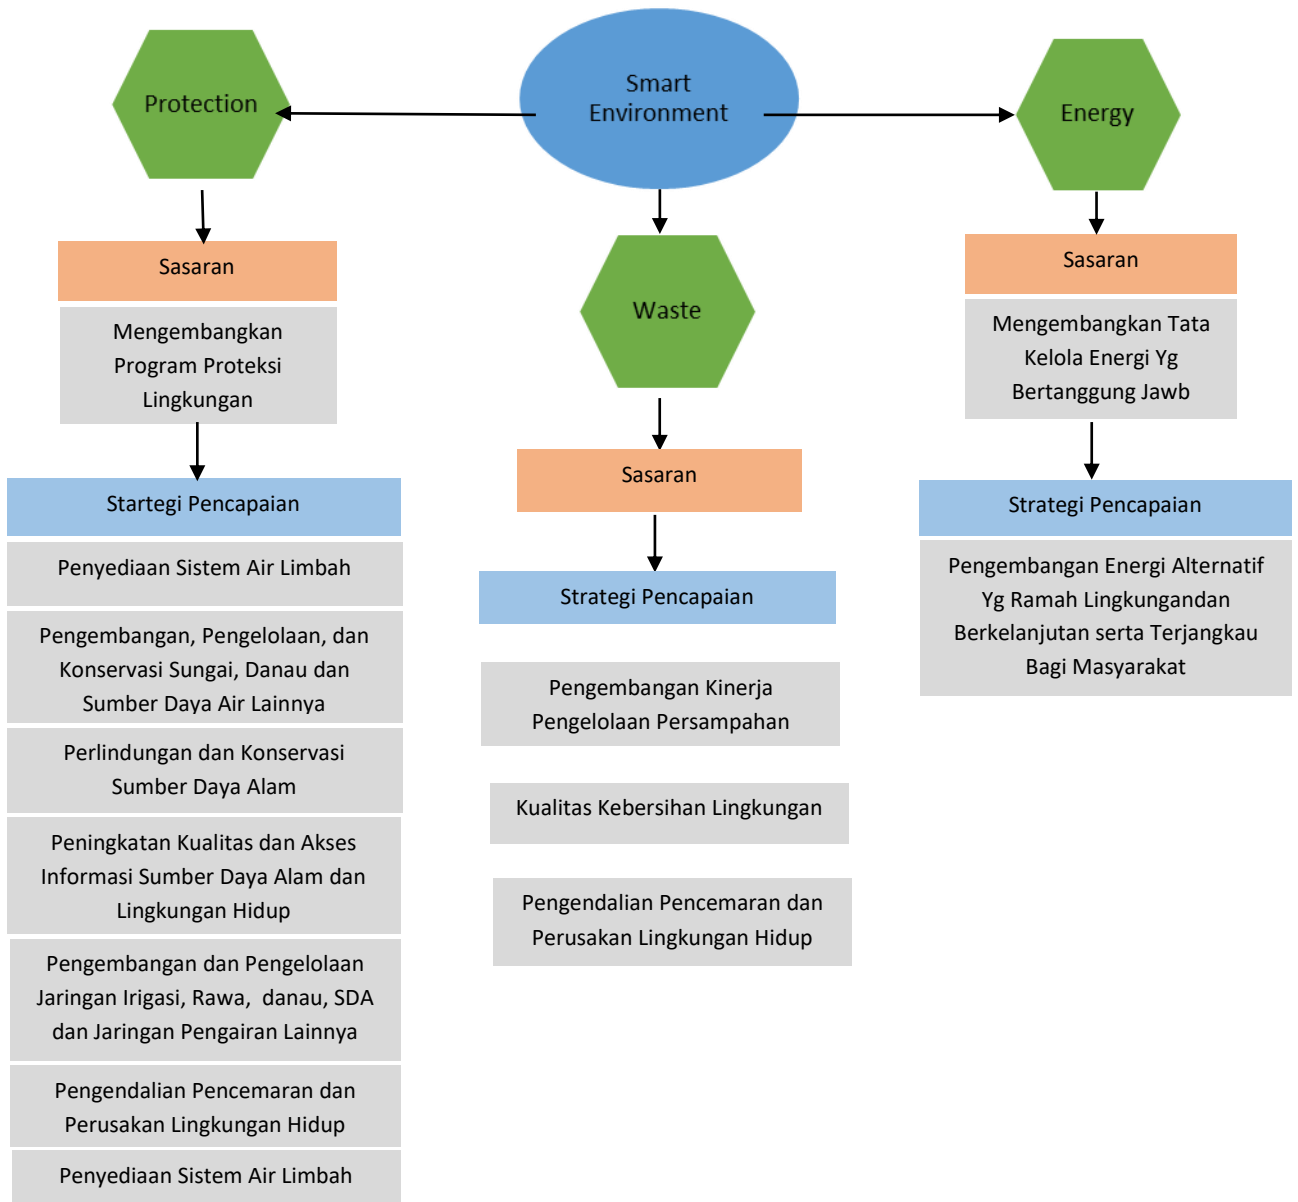 Smart
Environment
Protection
Sasaran
Mengembangkan
Program Proteksi
Lingkungan
Startegi Pencapaian
Penyediaan Sistem Air Limbah
Pengembangan, Pengelolaan, dan
Konservasi Sungai, Danau dan
Sumber Daya Air Lainnya
Perlindungan dan Konservasi
Sumber Daya Alam
Peningkatan Kualitas dan Akses
Informasi Sumber Daya Alam dan
Lingkungan Hidup
Pengembangan dan Pengelolaan
Jaringan Irigasi, Rawa, danau, SDA
dan Jaringan Pengairan Lainnya
Pengendalian Pencemaran dan
Perusakan Lingkungan Hidup
Penyediaan Sistem Air Limbah
Waste
Sasaran
Strategi Pencapaian
Pengembangan Kinerja
Pengelolaan Persampahan
Kualitas Kebersihan Lingkungan
Pengendalian Pencemaran dan
Perusakan Lingkungan Hidup
Energy
Sasaran
Mengembangkan Tata
Kelola Energi Yg
Bertanggung Jawb
Strategi Pencapaian
Pengembangan Energi Alternatif
Yg Ramah Lingkungandan
Berkelanjutan serta Terjangkau
Bagi Masyarakat